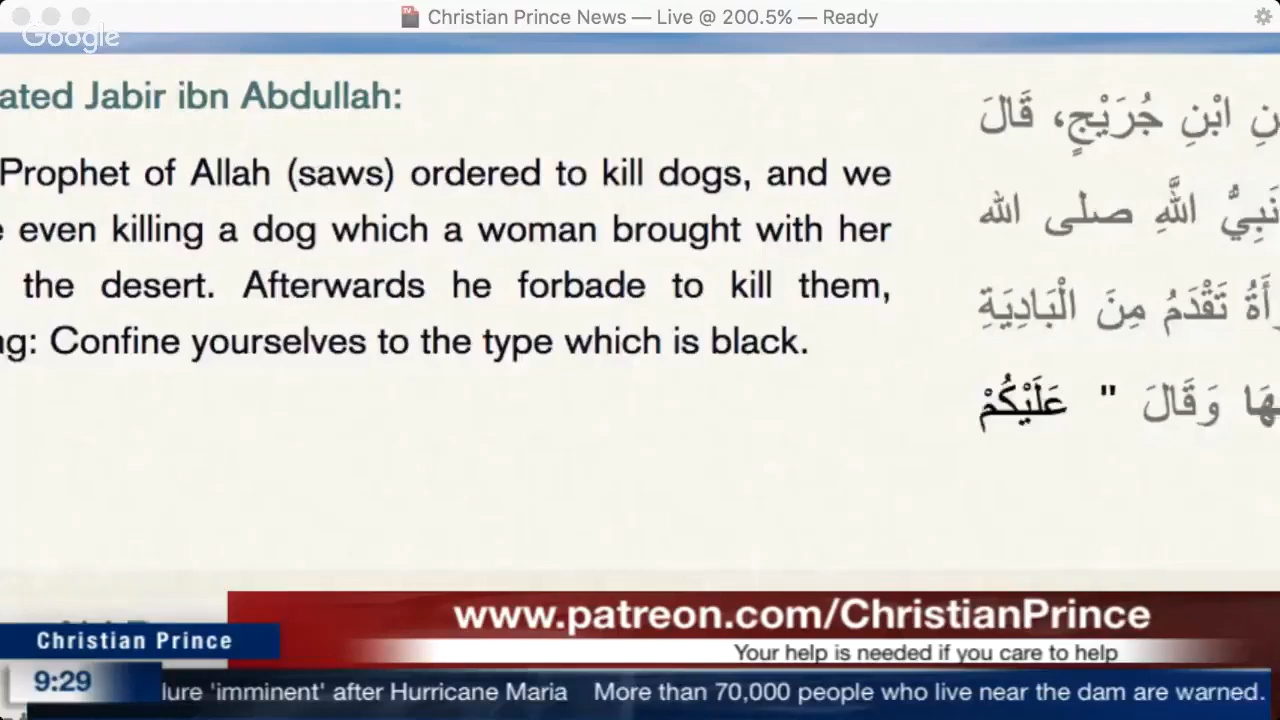 Christian Prince News — Live @ 200.5% — Ready
Google
ated Jabir ibn Abdullah:
Prophet of Allah (saws) ordered to kill dogs, and we
e even killing a dog which a woman brought with her
the desert. Afterwards he forbade to kill them,
ng: Confine yourselves to the type which is black.
نِ ابْنِ جُرَيْجٍ، قَالَ
نَبِيُّ اللَّهِ صلى الله
أَةُ تَقْدَمُ مِنَ الْبَادِيَةِ
هَا وَقَالَ " عَلَيْكُمْ
www.patreon.com/ChristianPrince
Christian Prince
Your help is needed if you care to help
9:29
lure 'imminent' after Hurricane Maria More than 70,000 people who live near the dam are warned.